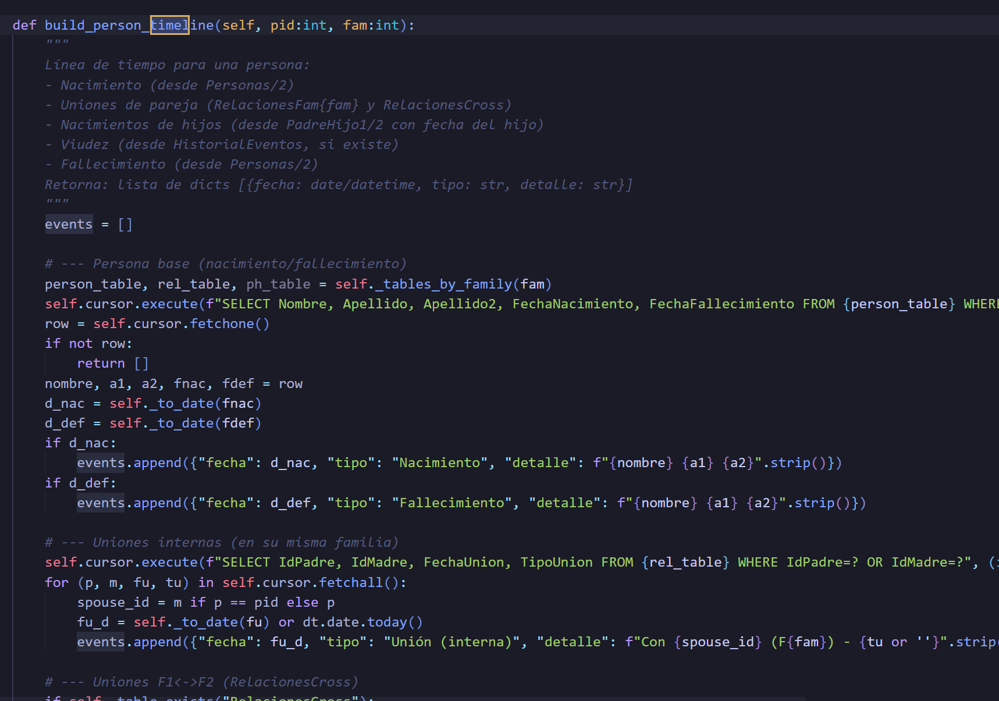 def build_person_timeline(self, pid:int, fam:int):
"""
Línea de tiempo para una persona:
- Nacimiento (desde Personas/2)
- Uniones de pareja (RelacionesFam{fam} y RelacionesCross)
- Nacimientos de hijos (desde PadreHijo1/2 con fecha del hijo)
- Viudez (desde HistorialEventos, si existe)
- Fallecimiento (desde Personas/2)
Retorna: lista de dicts [{fecha: date/datetime, tipo: str, detalle: str}]
"""
events = []
# --- Persona base (nacimiento/fallecimiento)
person_table, rel_table, ph_table = self._tables_by_family(fam)
self.cursor.execute(f"SELECT Nombre, Apellido, Apellido2, FechaNacimiento, FechaFallecimiento FROM {person_table} WHERE
row = self.cursor.fetchone()
if not row:
return []
nombre, a1, a2, fnac, fdef = row
d_nac = self._to_date(fnac)
d_def = self._to_date(fdef)
if d_nac:
events.append({"fecha": d_nac, "tipo": "Nacimiento", "detalle": f"{nombre} {a1} {a2}".strip()})
if d_def:
events.append({"fecha": d_def, "tipo": "Fallecimiento", "detalle": f"{nombre} {a1} {a2}".strip()})
# --- Uniones internas (en su misma familia)
self.cursor.execute(f"SELECT IdPadre, IdMadre, FechaUnion, TipoUnion FROM {rel_table} WHERE IdPadre=? OR IdMadre=?", (
for (p, m, fu, tu) in self.cursor.fetchall():
spouse_id = m if p == pid else p
fu_d = self._to_date(fu) or dt.date.today()
events.append({"fecha": fu_d, "tipo": "Unión (interna)", "detalle": f"Con {spouse_id} (F{fam}) - {tu or ''}".strip(
# --- Uniones F1<->F2 (RelacionesCross)
if self._table_exists("RelacionesCross"):